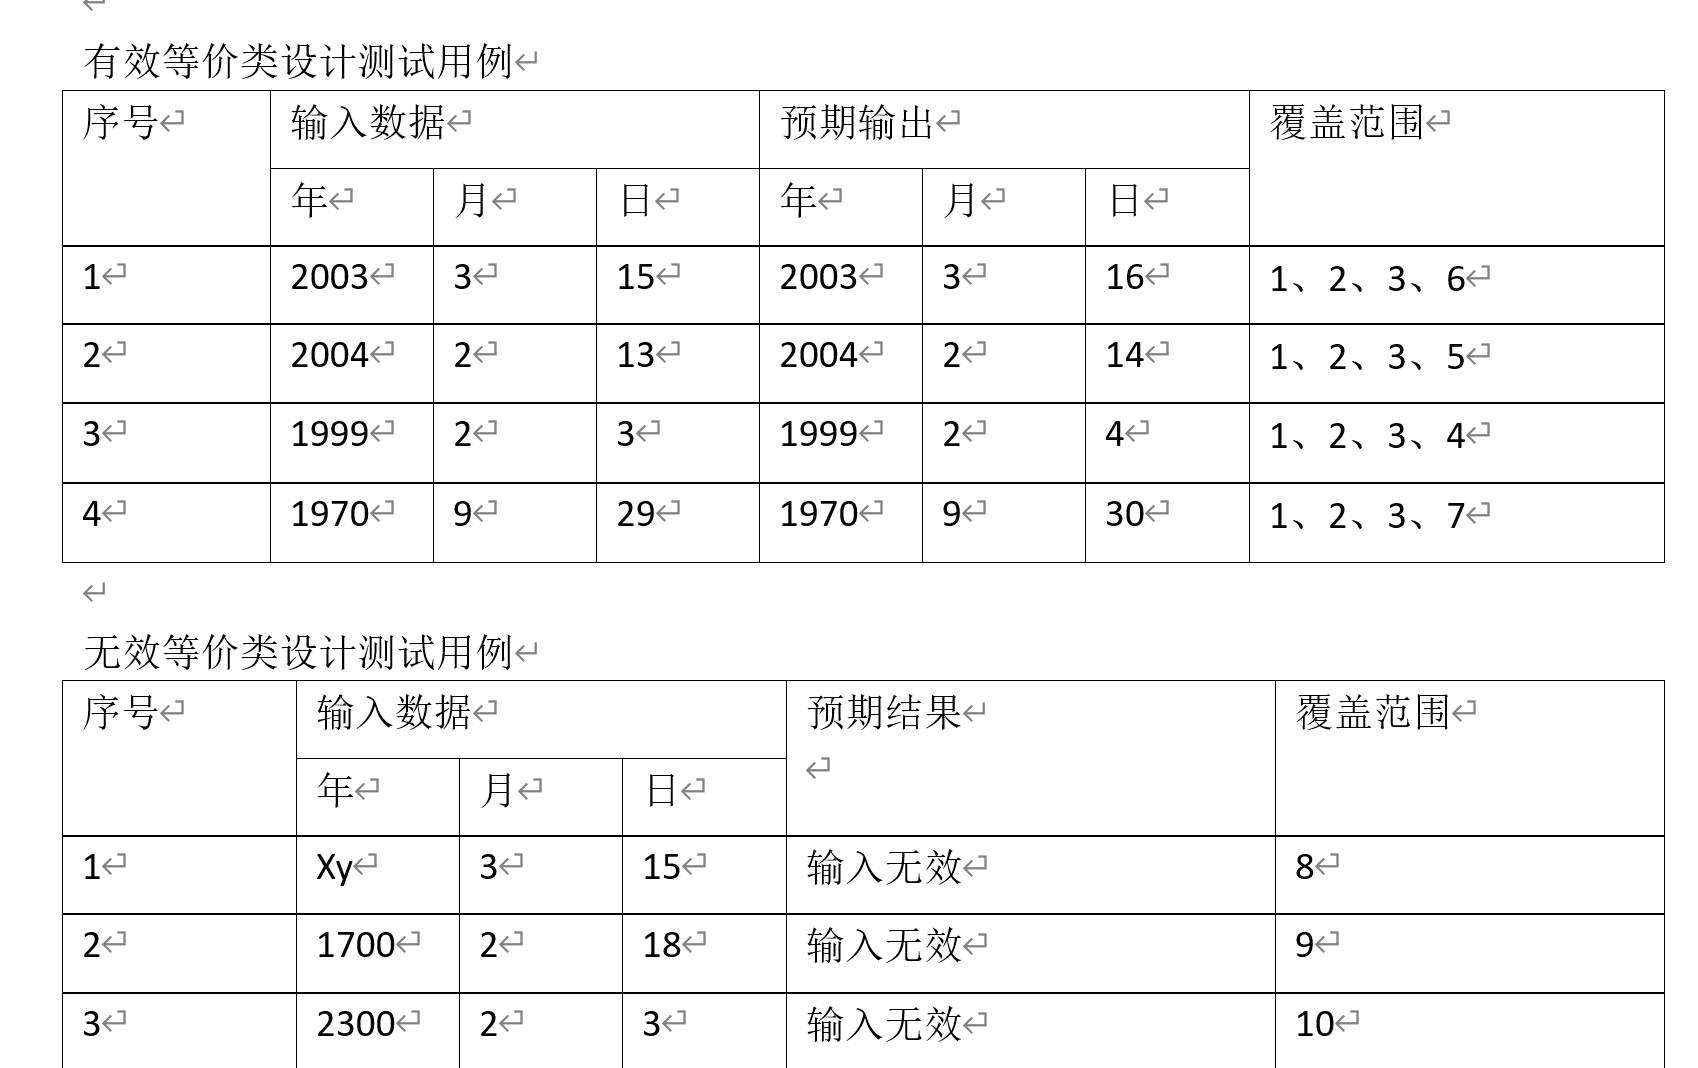 有效等价类设计测试用例
序号 输入数据 预期输出 覆盖范围
年 月 日 年 月 日
1 2003 3 15 2003 3 16 1、2、3、6
2 2004 2 13 2004 2 14 1、2、3、5
3 1999 2 3 1999 2 4 1、2、3、4
4 1970 9 29 1970 9 30 1、2、3、7
无效等价类设计测试用例
序号 输入数据 预期结果 覆盖范围
年 月 日
1 Xy 3 15 输入无效 8
2 1700 2 18 输入无效 9
3 2300 2 3 输入无效 10